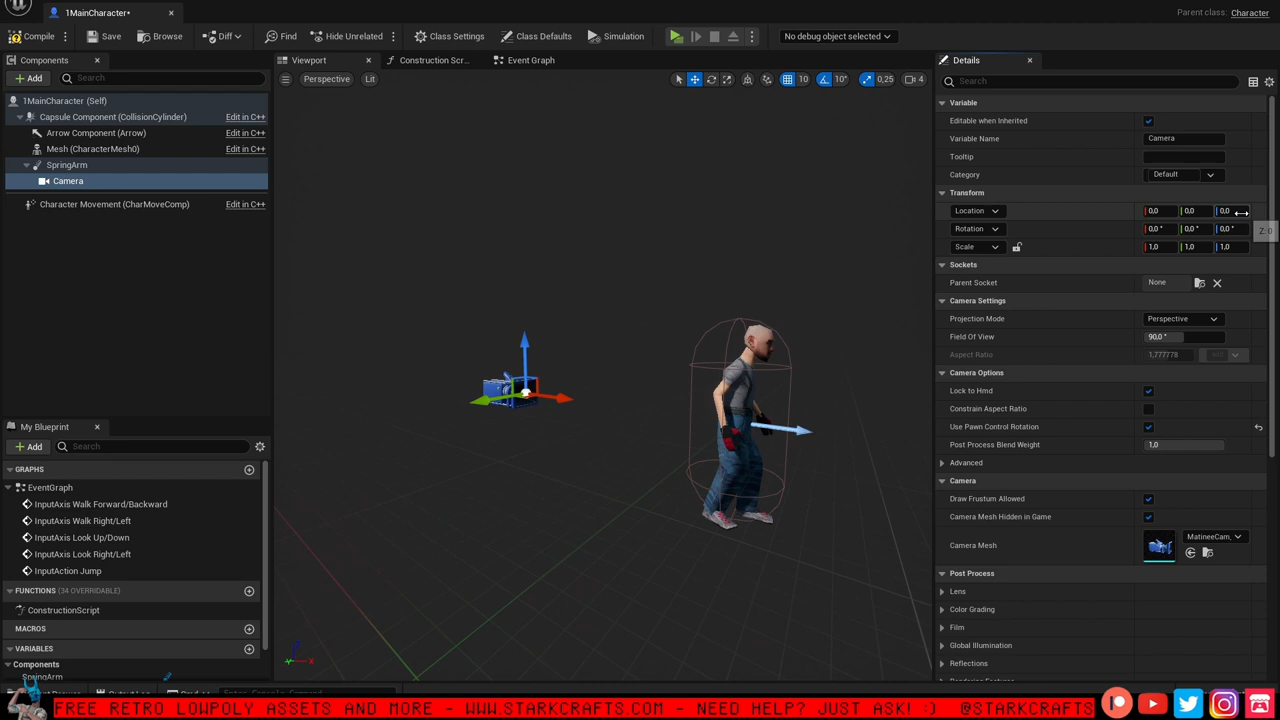 1MainCharacter*
Parent class: Character
Compile
Save
Browse
Diff
Find
Hide Unrelated
Class Settings
Class Defaults
Simulation
No debug object selected
Components
Viewport
Construction Scr...
Event Graph
Details
Add
Search
Perspective
Lit
10
10°
0,25
4
Search
1MainCharacter (Self)
Variable
Capsule Component (CollisionCylinder)
Edit in C++
Editable when Inherited
Arrow Component (Arrow)
Edit in C++
Variable Name
Camera
Mesh (CharacterMesh0)
Edit in C++
Tooltip
SpringArm
Category
Default
Camera
Transform
Character Movement (CharMoveComp)
Edit in C++
Location
0,0
0,0
0,0
Rotation
0,0 °
0,0 °
0,0 °
Z: 0
Scale
1,0
1,0
1,0
Sockets
Parent Socket
None
Camera Settings
Projection Mode
Perspective
Field Of View
90,0 °
Aspect Ratio
1,777778
Camera Options
Lock to Hmd
Constrain Aspect Ratio
Use Pawn Control Rotation
Post Process Blend Weight
1,0
Advanced
Camera
Draw Frustum Allowed
Camera Mesh Hidden in Game
Camera Mesh
MatineeCam_
Post Process
Lens
Color Grading
Film
Global Illumination
Reflections
My Blueprint
Add
Search
GRAPHS
EventGraph
InputAxis Walk Forward/Backward
InputAxis Walk Right/Left
InputAxis Look Up/Down
InputAxis Look Right/Left
InputAction Jump
FUNCTIONS (34 OVERRIDABLE)
ConstructionScript
MACROS
VARIABLES
Components
SpringArm
X
FREE RETRO LOWPOLY ASSETS AND MORE - WWW.STARKCRAFTS.COM - NEED HELP? JUST ASK! :) @STARKCRAFTS